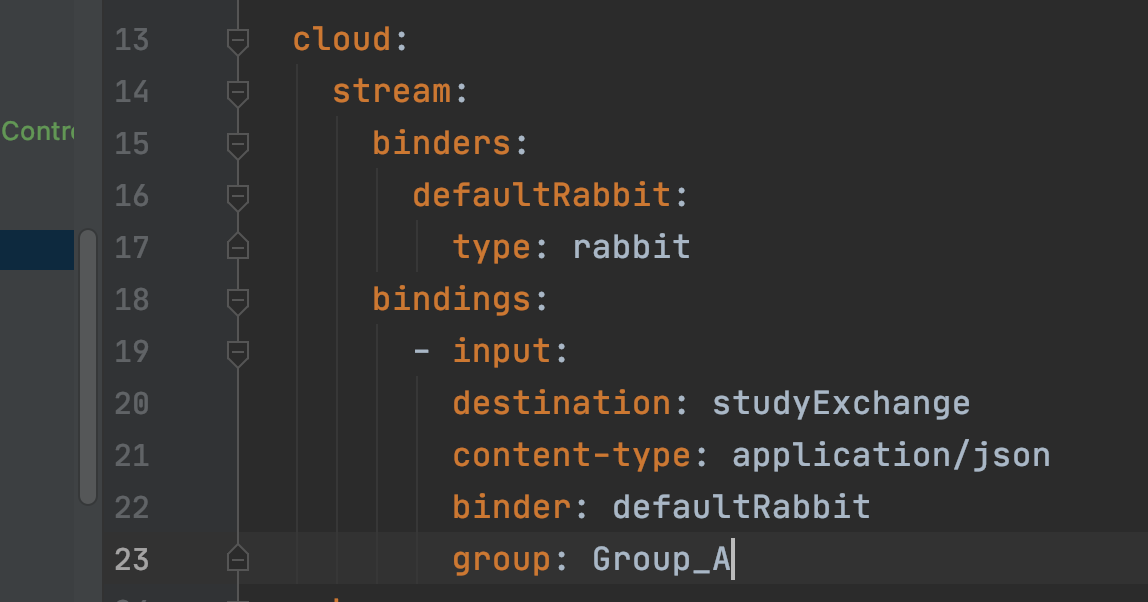 Contr
13 cloud:
14 stream:
15 binders:
16 defaultRabbit:
17 type: rabbit
18 bindings:
19 - input:
20 destination: studyExchange
21 content-type: application/json
22 binder: defaultRabbit
23 group: Group_A